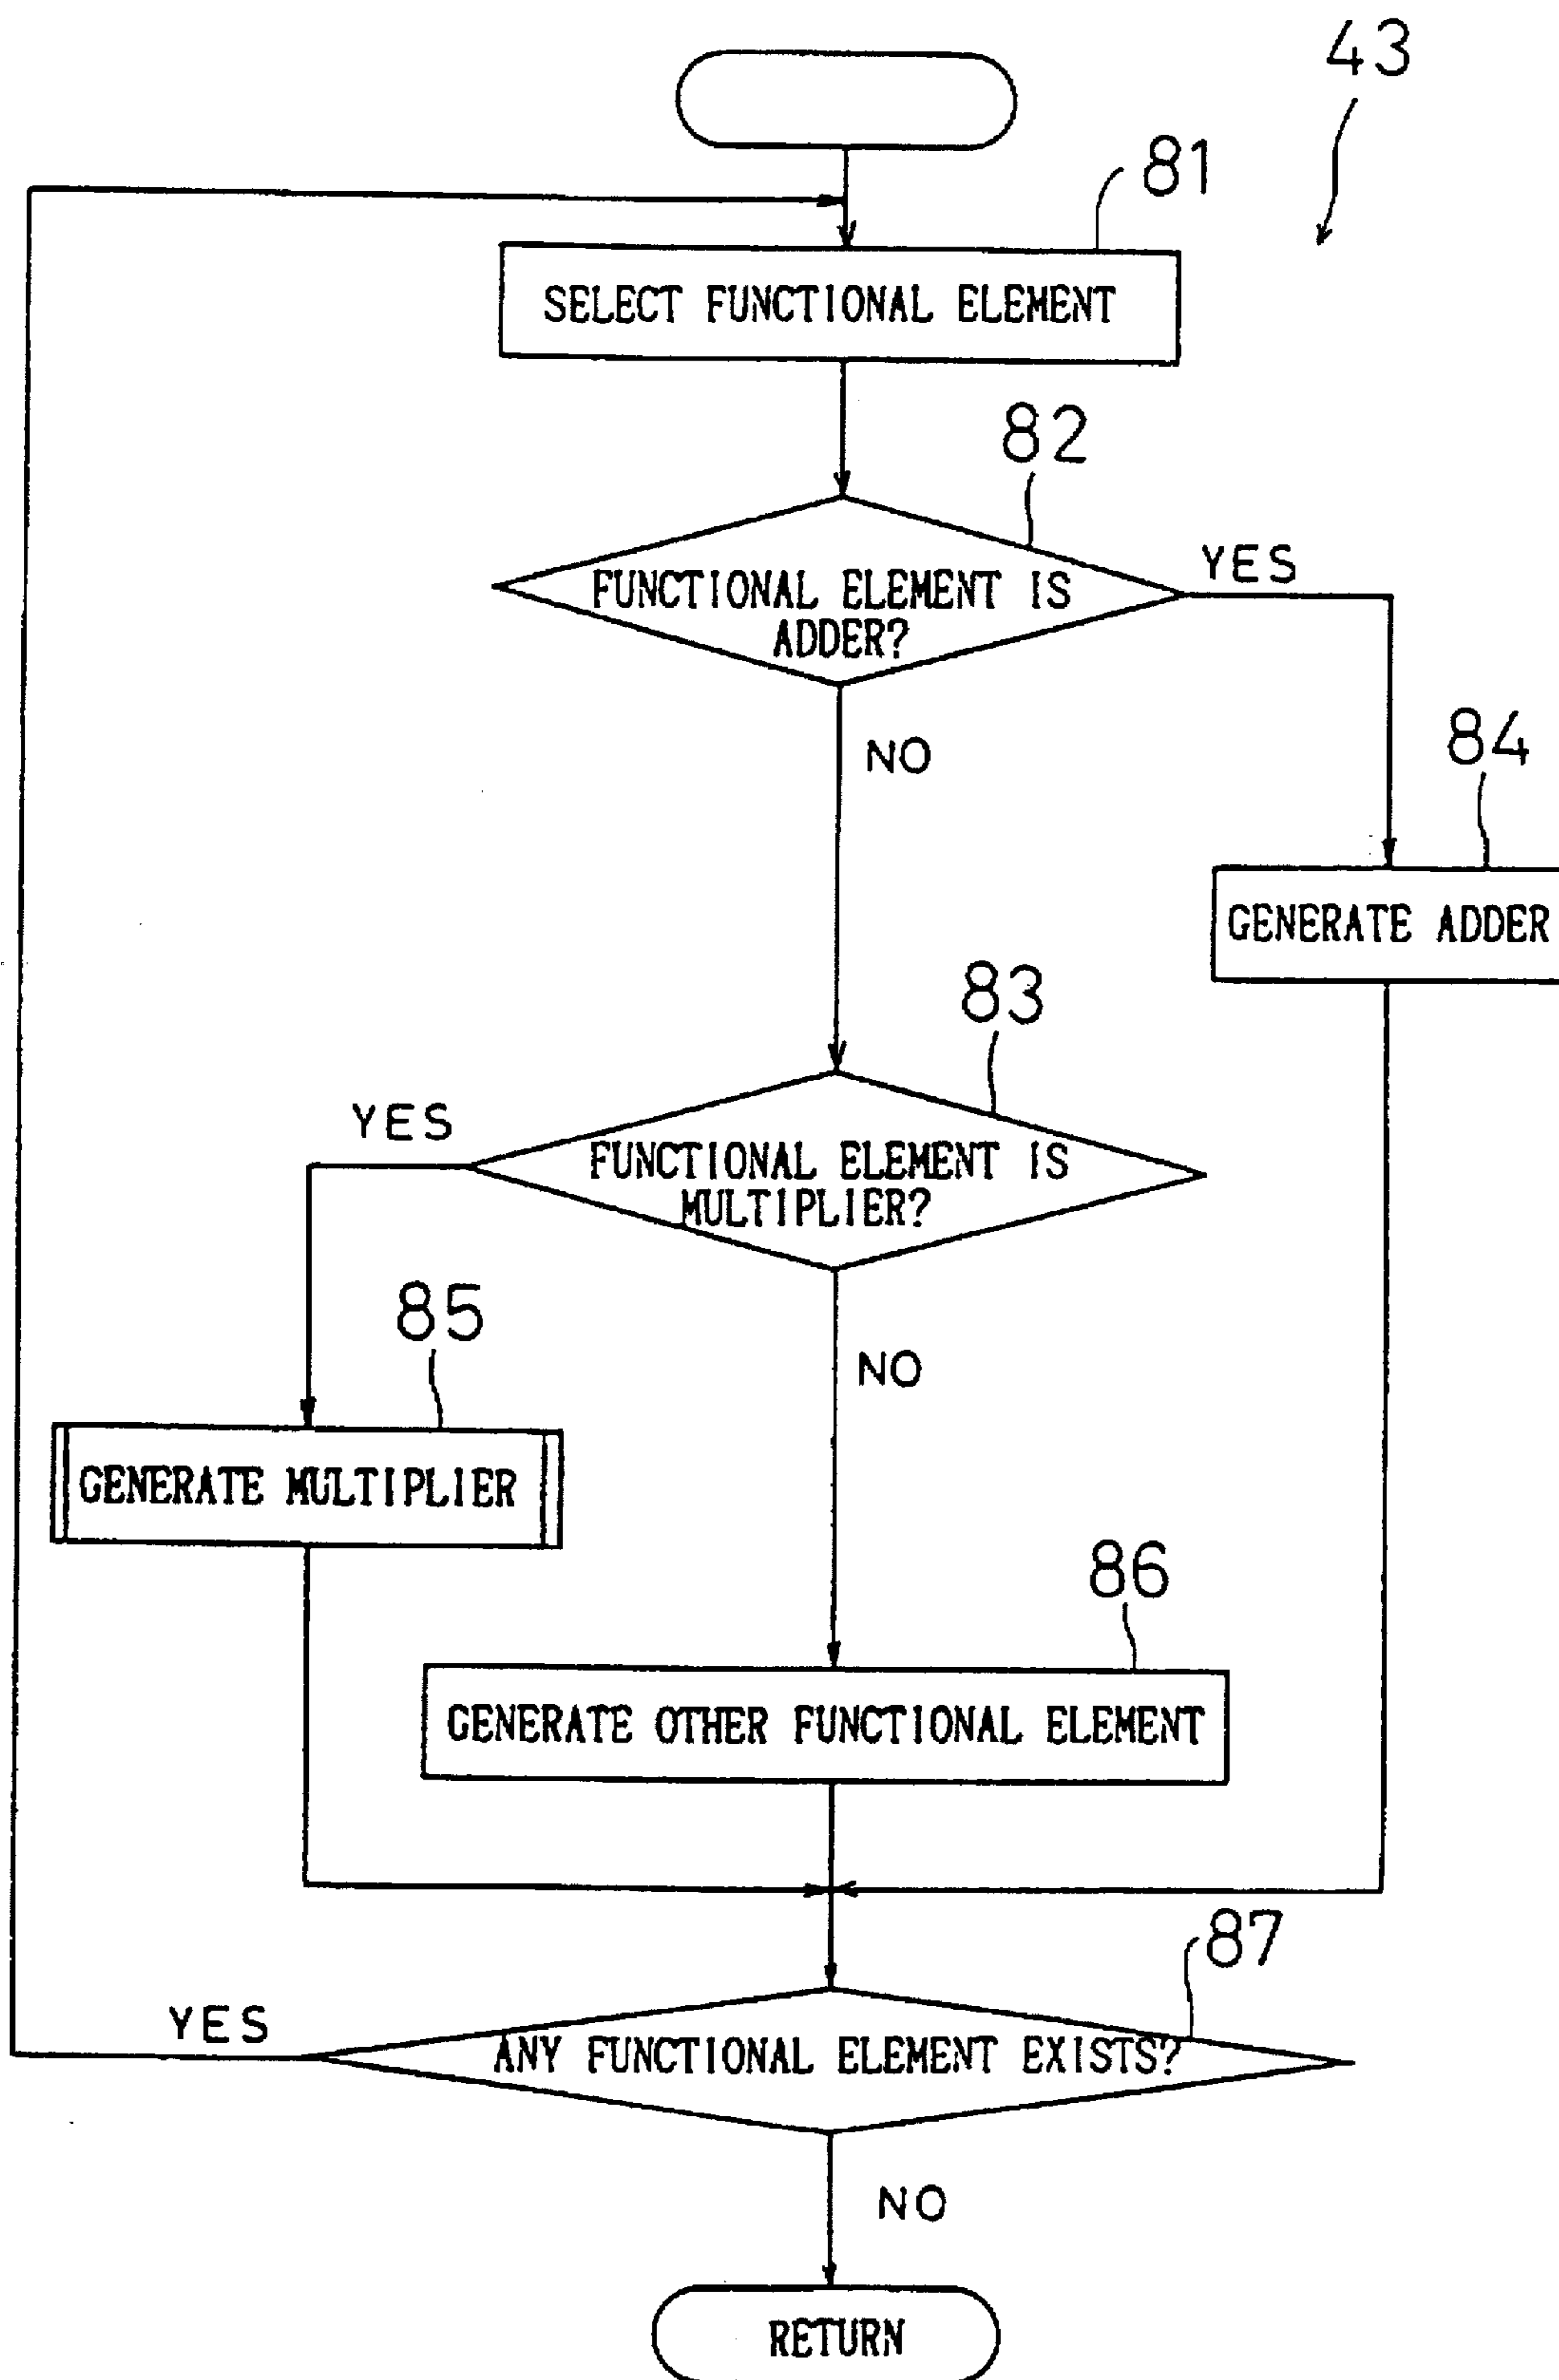 43
81
SELECT FUNCTIONAL ELEMENT
82
FUNCTIONAL ELEMENT IS
ADDER?
YES
NO
84
GENERATE ADDER
83
YES
FUNCTIONAL ELEMENT IS
MULTIPLIER?
85
NO
GENERATE MULTIPLIER
86
GENERATE OTHER FUNCTIONAL ELEMENT
87
YES
ANY FUNCTIONAL ELEMENT EXISTS?
NO
RETURN